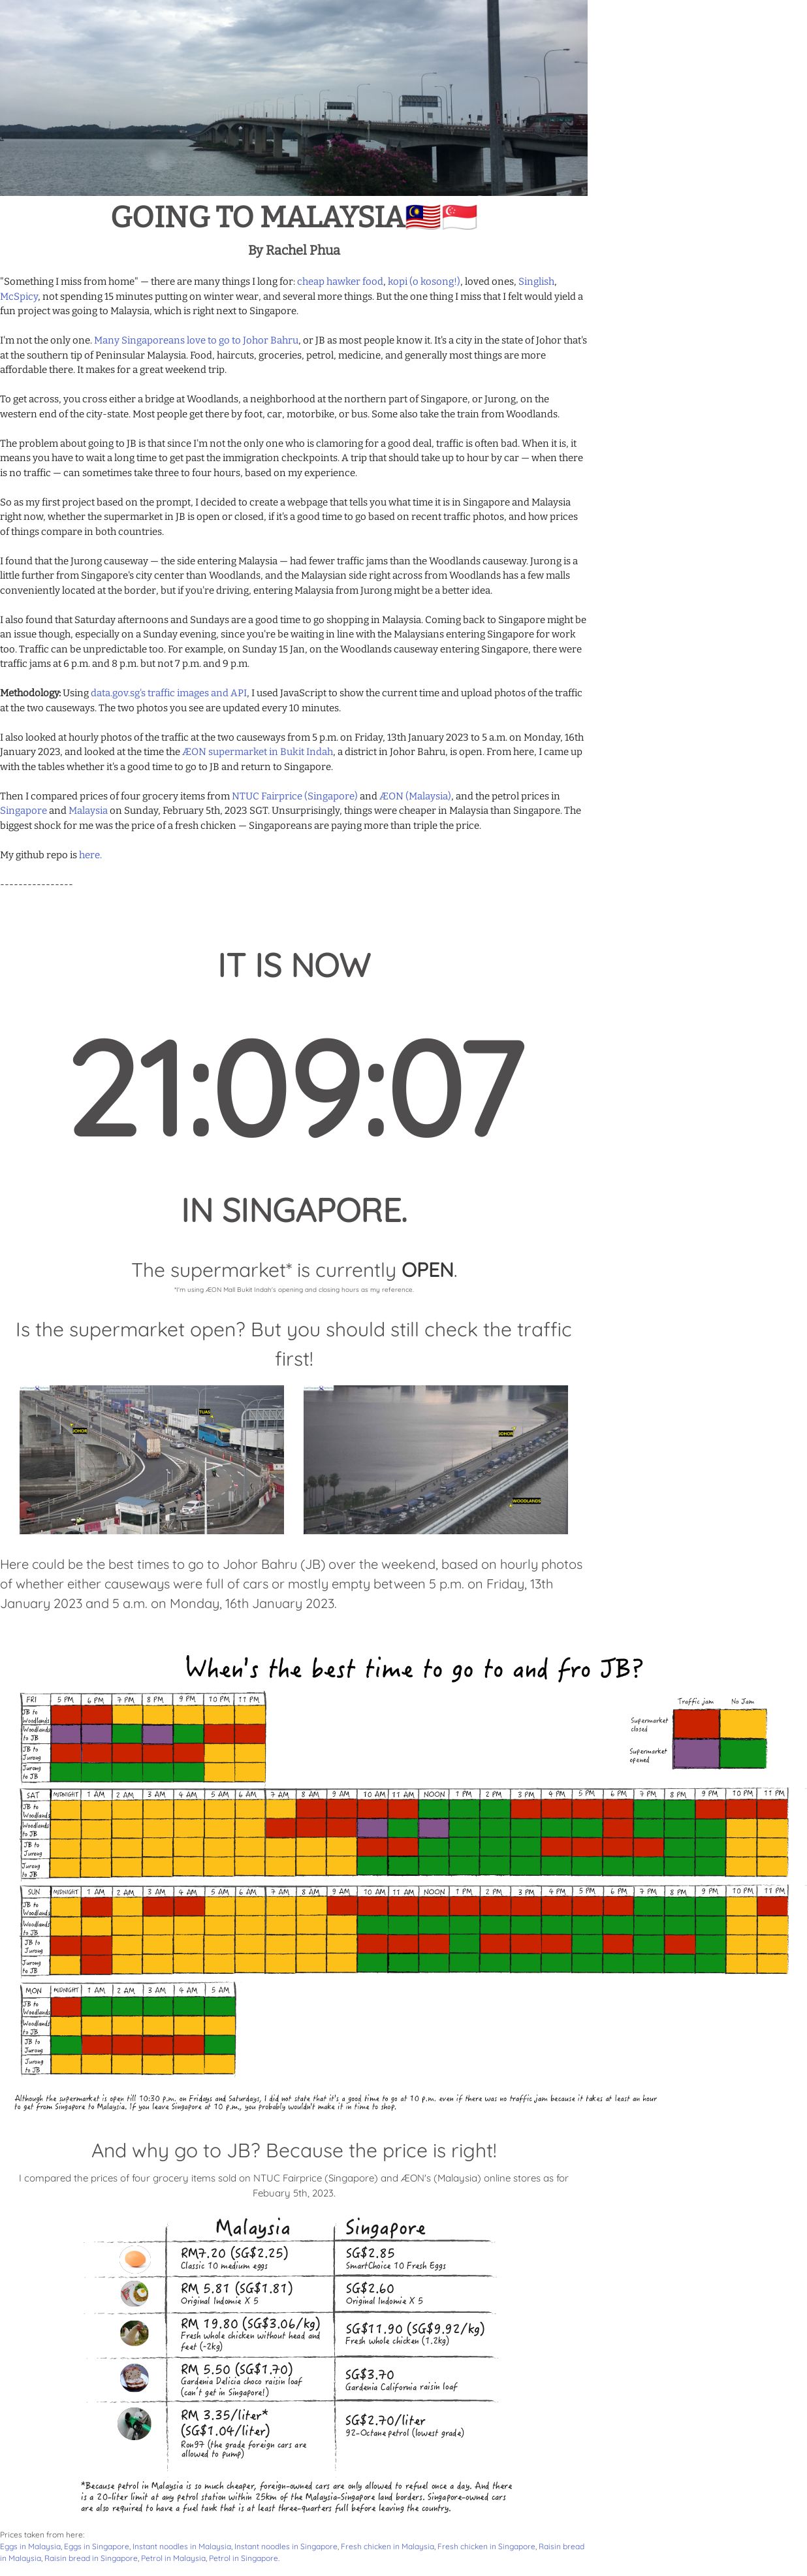 GOING TO MALAYSIA🇲🇾🇸🇬
By Rachel Phua
"Something I miss from home" — there are many things I long for: cheap hawker food, kopi (o kosong!), loved ones, Singlish,
McSpicy, not spending 15 minutes putting on winter wear, and several more things. But the one thing I miss that I felt would yield a
fun project was going to Malaysia, which is right next to Singapore.
I'm not the only one. Many Singaporeans love to go to Johor Bahru, or JB as most people know it. It's a city in the state of Johor that's
at the southern tip of Peninsular Malaysia. Food, haircuts, groceries, petrol, medicine, and generally most things are more
affordable there. It makes for a great weekend trip.
To get across, you cross either a bridge at Woodlands, a neighborhood at the northern part of Singapore, or Jurong, on the
western end of the city-state. Most people get there by foot, car, motorbike, or bus. Some also take the train from Woodlands.
The problem about going to JB is that since I'm not the only one who is clamoring for a good deal, traffic is often bad. When it is, it
means you have to wait a long time to get past the immigration checkpoints. A trip that should take up to hour by car — when there
is no traffic — can sometimes take three to four hours, based on my experience.
So as my first project based on the prompt, I decided to create a webpage that tells you what time it is in Singapore and Malaysia
right now, whether the supermarket in JB is open or closed, if it's a good time to go based on recent traffic photos, and how prices
of things compare in both countries.
I found that the Jurong causeway — the side entering Malaysia — had fewer traffic jams than the Woodlands causeway. Jurong is a
little further from Singapore's city center than Woodlands, and the Malaysian side right across from Woodlands has a few malls
conveniently located at the border, but if you're driving, entering Malaysia from Jurong might be a better idea.
I also found that Saturday afternoons and Sundays are a good time to go shopping in Malaysia. Coming back to Singapore might be
an issue though, especially on a Sunday evening, since you're be waiting in line with the Malaysians entering Singapore for work
too. Traffic can be unpredictable too. For example, on Sunday 15 Jan, on the Woodlands causeway entering Singapore, there were
traffic jams at 6 p.m. and 8 p.m. but not 7 p.m. and 9 p.m.
Methodology: Using data.gov.sg's traffic images and API, I used JavaScript to show the current time and upload photos of the traffic
at the two causeways. The two photos you see are updated every 10 minutes.
I also looked at hourly photos of the traffic at the two causeways from 5 p.m. on Friday, 13th January 2023 to 5 a.m. on Monday, 16th
January 2023, and looked at the time the ÆON supermarket in Bukit Indah, a district in Johor Bahru, is open. From here, I came up
with the tables whether it's a good time to go to JB and return to Singapore.
Then I compared prices of four grocery items from NTUC Fairprice (Singapore) and ÆON (Malaysia), and the petrol prices in
Singapore and Malaysia on Sunday, February 5th, 2023 SGT. Unsurprisingly, things were cheaper in Malaysia than Singapore. The
biggest shock for me was the price of a fresh chicken — Singaporeans are paying more than triple the price.
My github repo is here.
----------------
IT IS NOW
21:09:07
IN SINGAPORE.
The supermarket* is currently OPEN.
*I'm using ÆON Mall Bukit Indah's opening and closing hours as my reference.
Is the supermarket open? But you should still check the traffic
first!
JOHOR TUAS
JOHOR
WOODLANDS
Here could be the best times to go to Johor Bahru (JB) over the weekend, based on hourly photos
of whether either causeways were full of cars or mostly empty between 5 p.m. on Friday, 13th
January 2023 and 5 a.m. on Monday, 16th January 2023.
When's the best time to go to and fro JB?
FRI 5 PM 6 PM 7 PM 8 PM 9 PM 10 PM 11 PM
JB to
Woodlands
Woodlands
to JB
JB to
Jurong
Jurong
to JB
Traffic jam No Jam
Supermarket
closed
Supermarket
opened
SAT MIDNIGHT 1 AM 2 AM 3 AM 4 AM 5 AM 6 AM 7 AM 8 AM 9 AM 10 AM 11 AM NOON 1 PM 2 PM 3 PM 4 PM 5 PM 6 PM 7 PM 8 PM 9 PM 10 PM 11 PM
JB to
Woodlands
Woodlands
to JB
JB to
Jurong
Jurong
to JB
SUN MIDNIGHT 1 AM 2 AM 3 AM 4 AM 5 AM 6 AM 7 AM 8 AM 9 AM 10 AM 11 AM NOON 1 PM 2 PM 3 PM 4 PM 5 PM 6 PM 7 PM 8 PM 9 PM 10 PM 11 PM
JB to
Woodlands
Woodlands
to JB
JB to
Jurong
Jurong
to JB
MON MIDNIGHT 1 AM 2 AM 3 AM 4 AM 5 AM
JB to
Woodlands
Woodlands
to JB
JB to
Jurong
Jurong
to JB
Although the supermarket is open till 10:30 p.m. on Fridays and Saturdays, I did not state that it's a good time to go at 10 p.m. even if there was no traffic jam because it takes at least an hour
to get from Singapore to Malaysia. If you leave Singapore at 10 p.m., you probably wouldn't make it in time to shop.
And why go to JB? Because the price is right!
I compared the prices of four grocery items sold on NTUC Fairprice (Singapore) and ÆON's (Malaysia) online stores as for
Febuary 5th, 2023.
Malaysia Singapore
RM7.20 (SG$2.25) SG$2.85
Classic 10 medium eggs SmartChoice 10 Fresh Eggs
RM 5.81 (SG$1.81) SG$2.60
Original Indomie X 5 Original Indomie X 5
RM 19.80 (SG$3.06/kg) SG$11.90 (SG$9.92/kg)
Fresh whole chicken without head and Fresh whole chicken (1.2kg)
feet (~2kg)
RM 5.50 (SG$1.70) SG$3.70
Gardenia Delicia choco raisin loaf Gardenia California raisin loaf
(can't get in Singapore!)
RM 3.35/liter* SG$2.70/liter
(SG$1.04/liter) 92-Octane petrol (lowest grade)
Ron97 (the grade foreign cars are
allowed to pump)
*Because petrol in Malaysia is so much cheaper, foreign-owned cars are only allowed to refuel once a day. And there
is a 20-liter limit at any petrol station within 25km of the Malaysia-Singapore land borders. Singapore-owned cars
are also required to have a fuel tank that is at least three-quarters full before leaving the country.
Prices taken from here:
Eggs in Malaysia, Eggs in Singapore, Instant noodles in Malaysia, Instant noodles in Singapore, Fresh chicken in Malaysia, Fresh chicken in Singapore, Raisin bread
in Malaysia, Raisin bread in Singapore, Petrol in Malaysia, Petrol in Singapore.